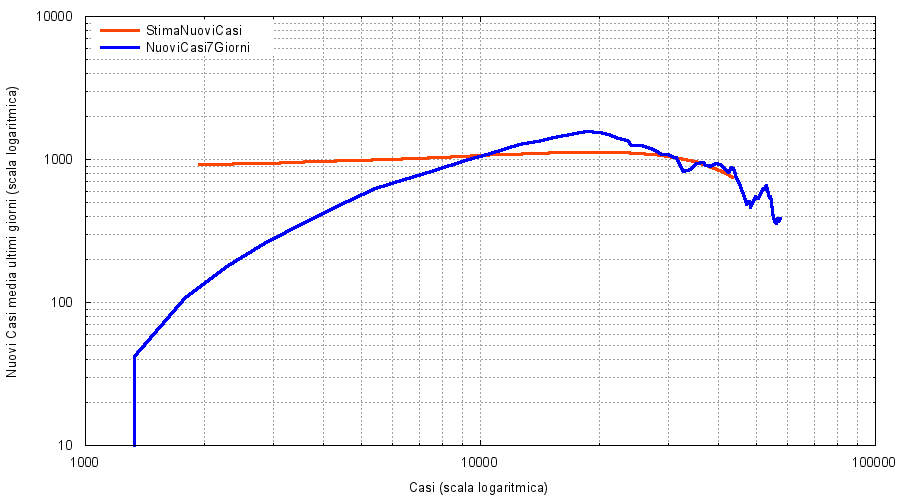 10000
StimaNuoviCasi
NuoviCasi7Giorni
1000
100
10
Nuovi Casi media ultimi giorni (scala logaritmica)
1000
10000
100000
Casi (scala logaritmica)